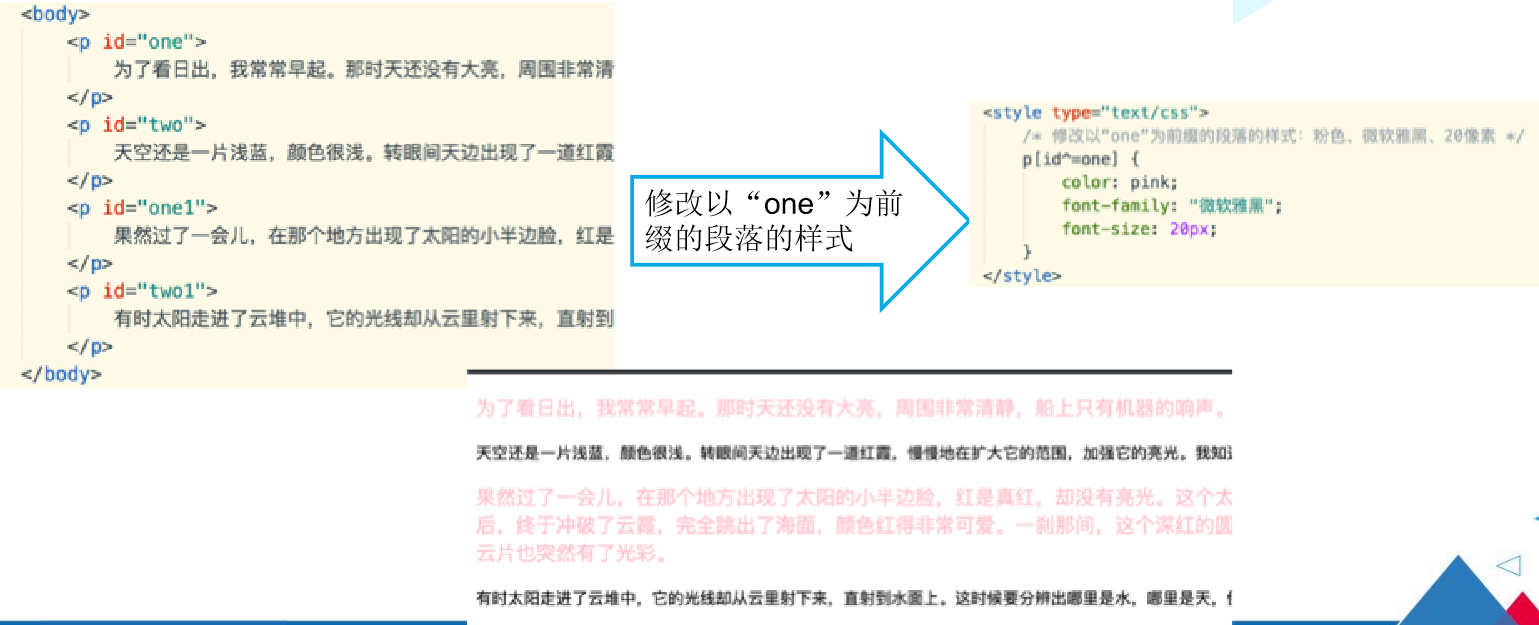 <body>
<p id="one">
为了看日出，我常常早起。那时天还没有大亮，周围非常清
</p>
<p id="two">
天空还是一片浅蓝，颜色很浅。转眼间天边出现了一道红霞
</p>
<p id="one1">
果然过了一会儿，在那个地方出现了太阳的小半边脸，红是
</p>
<p id="two1">
有时太阳走进了云堆中，它的光线却从云里射下来，直射到
</p>
</body>
修改以“one”为前
缀的段落的样式
<style type="text/css">
/* 修改以“one”为前缀的段落的样式：粉色、微软雅黑、20像素 */
p[id^=one] {
color: pink;
font-family: "微软雅黑";
font-size: 20px;
}
</style>
为了看日出，我常常早起。那时天还没有大亮，周围非常清静，船上只有机器的响声。
天空还是一片浅蓝，颜色很浅。转眼间天边出现了一道红霞，慢慢地在扩大它的范围，加强它的亮光。我知
果然过了一会儿，在那个地方出现了太阳的小半边脸，红是真红，却没有亮光。这个太
后，终于冲破了云霞，完全跳出了海面，颜色红得非常可爱。一刹那间，这个深红的圆
云片也突然有了光彩。
有时太阳走进了云堆中，它的光线却从云里射下来，直射到水面上。这时候要分辨出哪里是水，哪里是天，